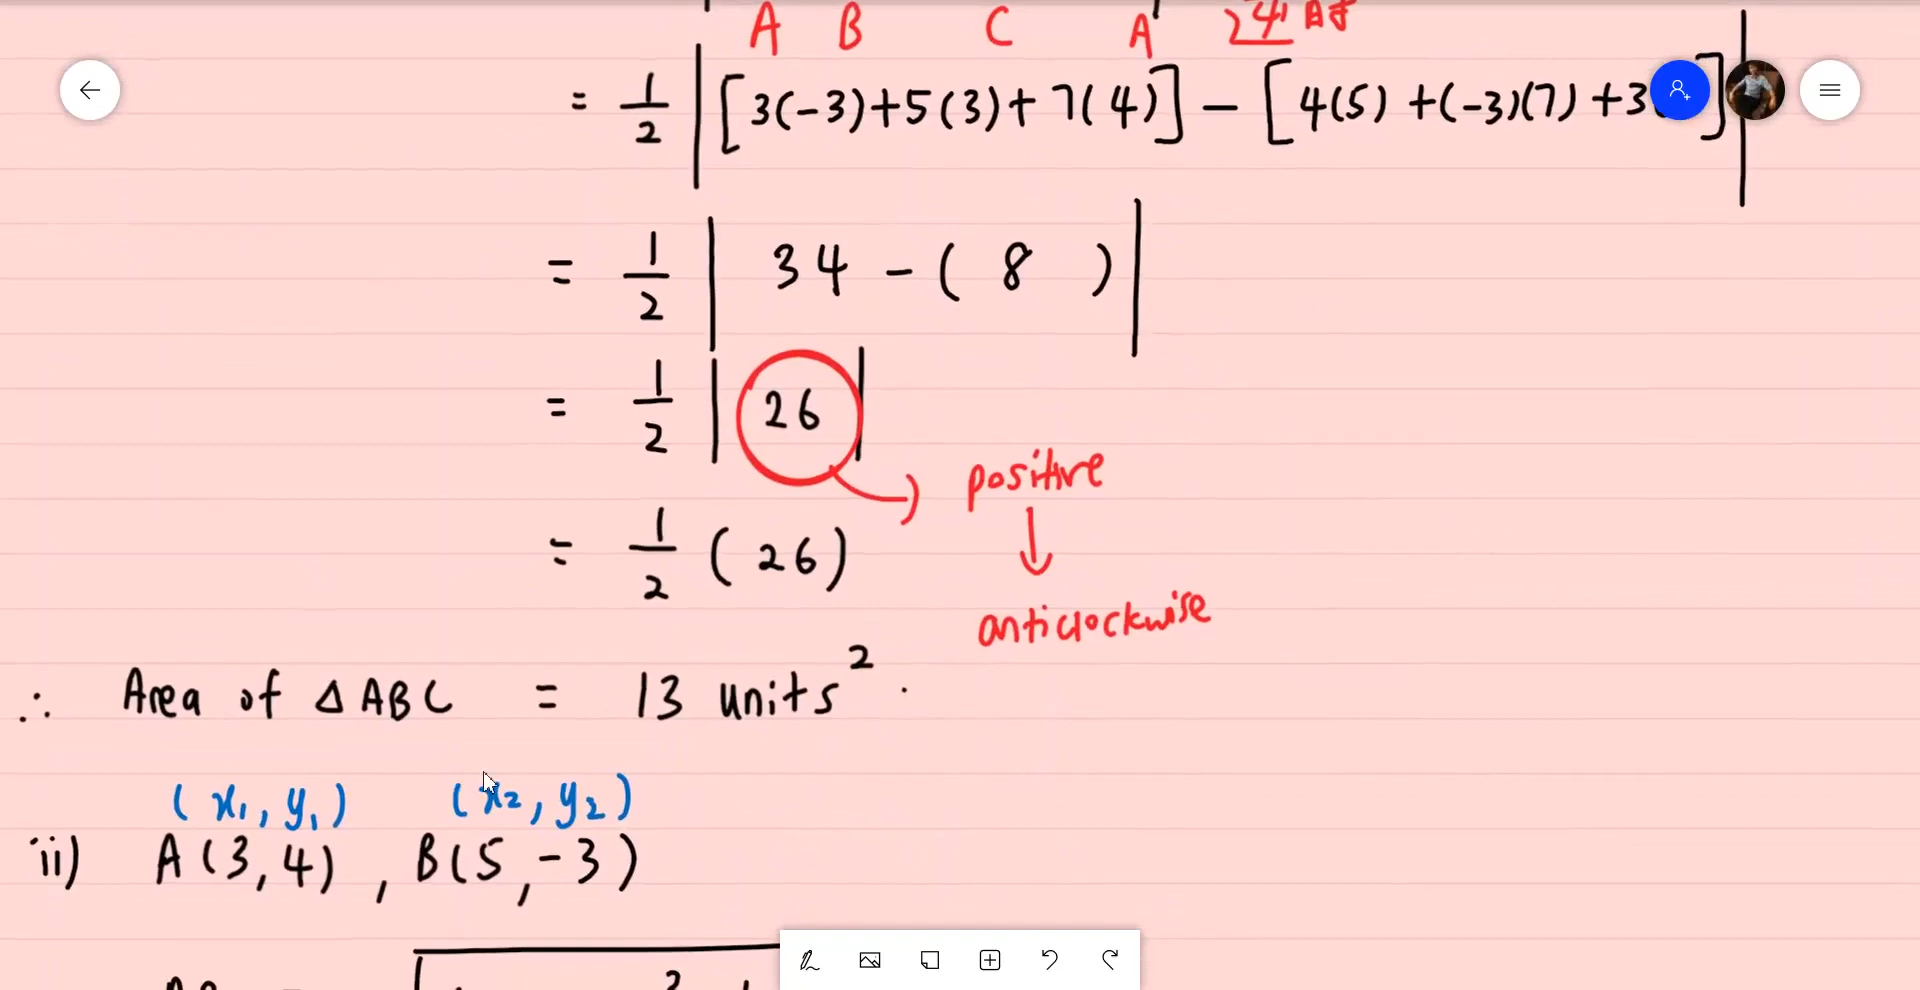 A B C A
= 1/2 | [3(-3)+5(3)+7(4)] - [4(5)+(-3)(7)+3 ] |
= 1/2 | 34 - ( 8 ) |
= 1/2 | 26 |
positive
= 1/2 (26)
anticlockwise
∴ Area of △ABC = 13 units².
(x₁, y₁) (x₂, y₂)
ii) A(3,4), B(5,-3)